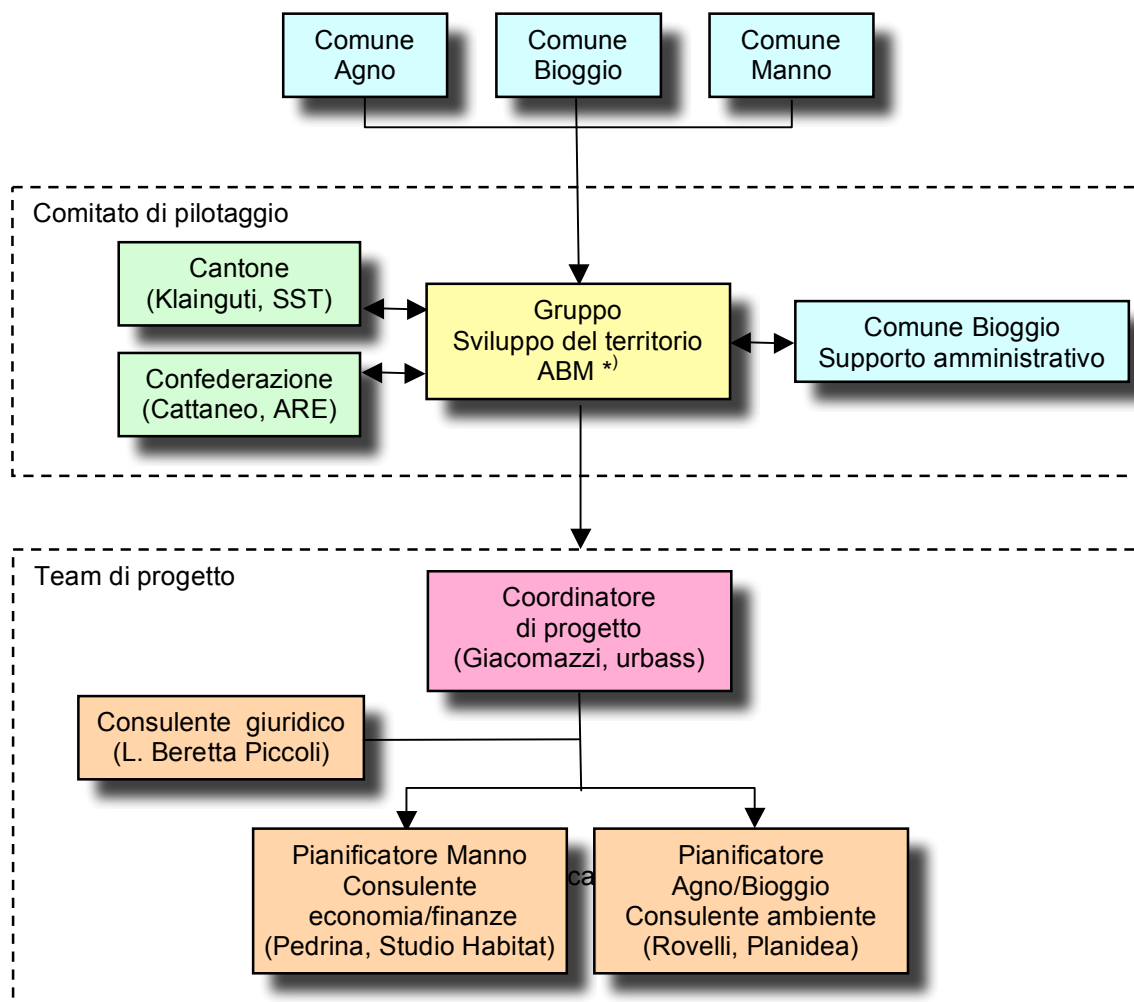 Comune
Agno
Comune
Bioggio
Comune
Manno
Comitato di pilotaggio
Cantone
(Klainguti, SST)
Confederazione
(Cattaneo, ARE)
Gruppo
Sviluppo del territorio
ABM *)
Comune Bioggio
Supporto amministrativo
Team di progetto
Coordinatore
di progetto
(Giacomazzi, urbass)
Consulente giuridico
(L. Beretta Piccoli)
Pianificatore Manno
Consulente
economia/finanze
(Pedrina, Studio Habitat)
ca
Pianificatore
Agno/Bioggio
Consulente ambiente
(Rovelli, Planidea)